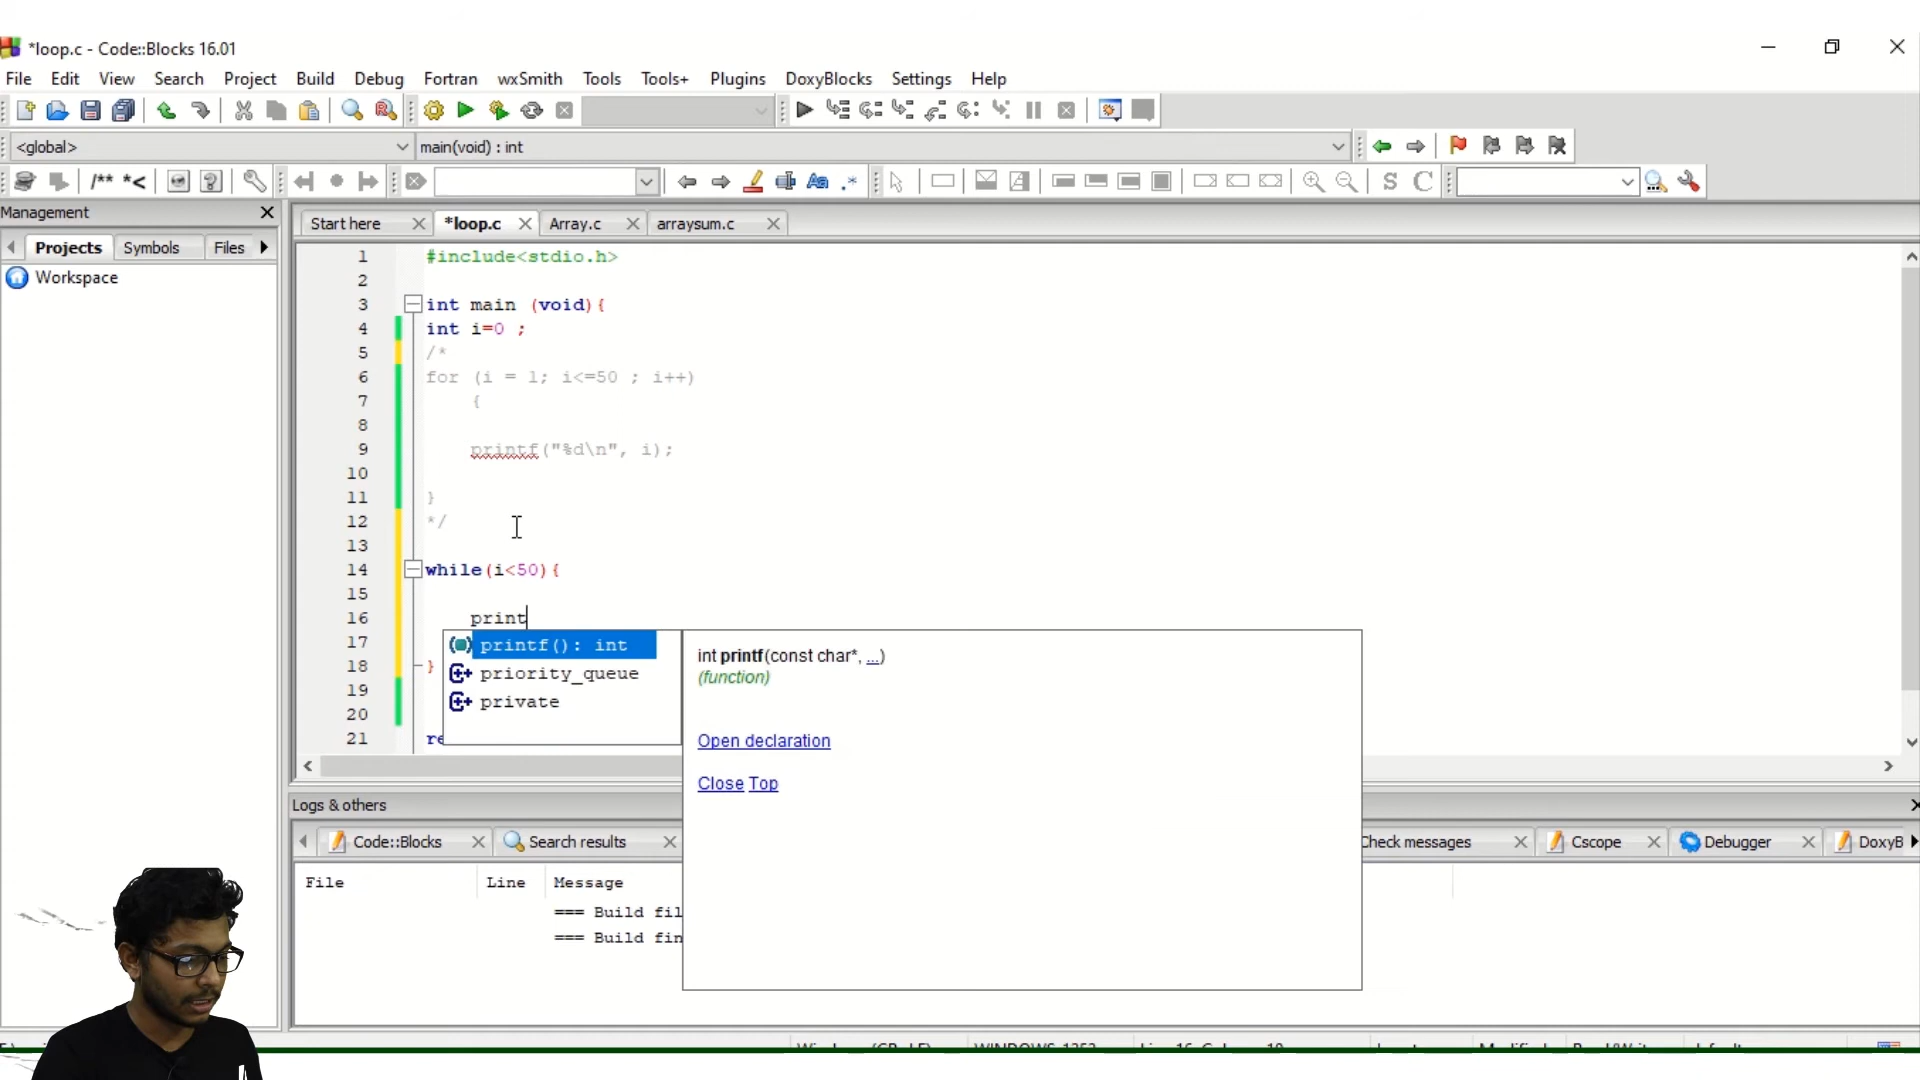 *loop.c - Code::Blocks 16.01
File Edit View Search Project Build Debug Fortran wxSmith Tools Tools+ Plugins DoxyBlocks Settings Help
<global> main(void) : int
/** *< Aa .* S C
Management
Projects Symbols Files
Workspace
Start here *loop.c Array.c arraysum.c
1 #include<stdio.h>
2
3 int main (void){
4 int i=0 ;
5 /*
6 for (i = 1; i<=50 ; i++)
7 {
8
9 printf("%d\n", i);
10
11 }
12 */
13
14 while(i<50){
15
16 print
17
18 }
19
20
21 re
printf(): int
priority_queue
private
int printf(const char*, ...)
(function)
Open declaration
Close Top
Logs & others
Code::Blocks Search results Check messages Cscope Debugger DoxyB
File Line Message
=== Build fil
=== Build fin